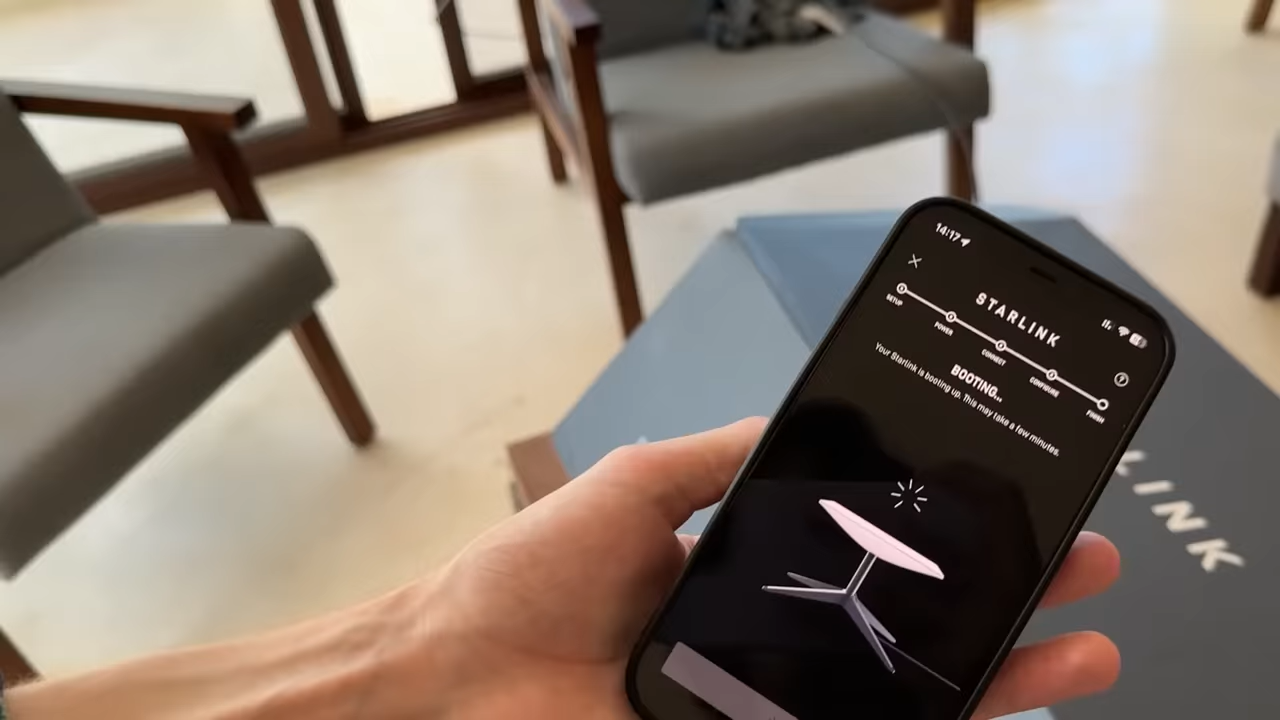 14:17
STARLINK
SETUP
POWER
CONNECT
CONFIGURE
FINISH
BOOTING...
Your Starlink is booting up. This may take a few minutes.
LINK